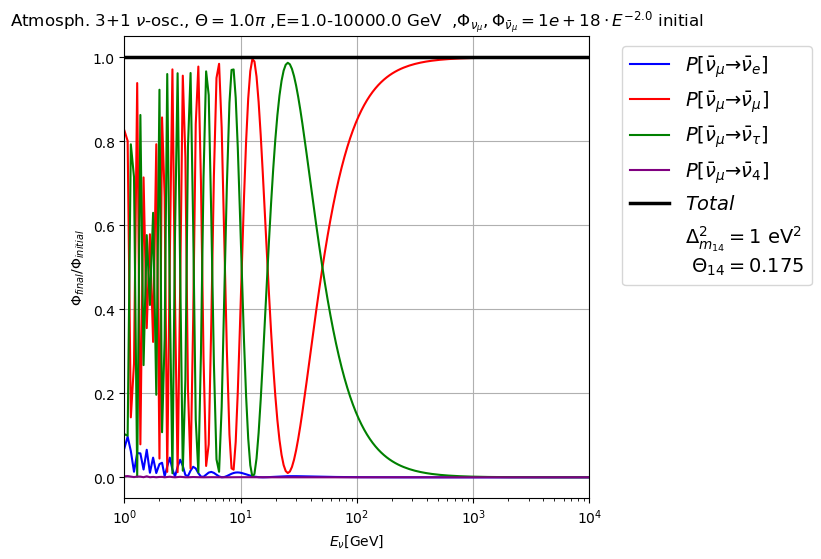 Atmosph. 3+1 ν-osc., Θ = 1.0π ,E=1.0-10000.0 GeV ,Φ_{ν_μ}, Φ_{ν̄_μ} = 1e + 18 · E^{-2.0} initial
1.0
0.8
0.6
0.4
0.2
0.0
Φ_{final}/Φ_{initial}
10^0
10^1
10^2
10^3
10^4
E_ν[GeV]
P[ν̄_μ→ν̄_e]
P[ν̄_μ→ν̄_μ]
P[ν̄_μ→ν̄_τ]
P[ν̄_μ→ν̄_4]
Total
Δ^2_{m_{14}} = 1 eV^2
Θ_{14} = 0.175